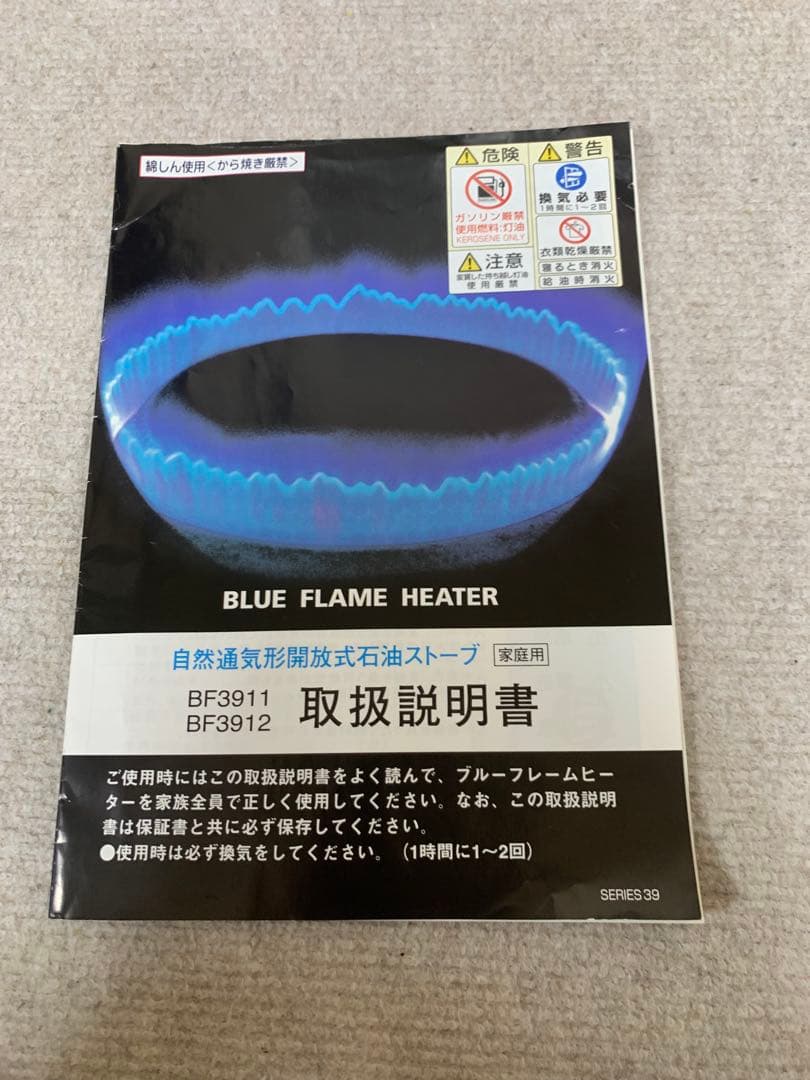 綿しん使用<から焼き厳禁>
危険
ガソリン厳禁
使用燃料:灯油
KEROSENE ONLY
注意
変質した持ち越し灯油
使用厳禁
警告
換気必要
1時間に1〜2回
衣類乾燥厳禁
寝るとき消火
給油時消火
BLUE FLAME HEATER
自然通気形開放式石油ストーブ 家庭用
BF3911
BF3912
取扱説明書
ご使用時にはこの取扱説明書をよく読んで、ブルーフレームヒー
ターを家族全員で正しく使用してください。なお、この取扱説明
書は保証書と共に必ず保存してください。
●使用時は必ず換気をしてください。(1時間に1〜2回)
SERIES 39